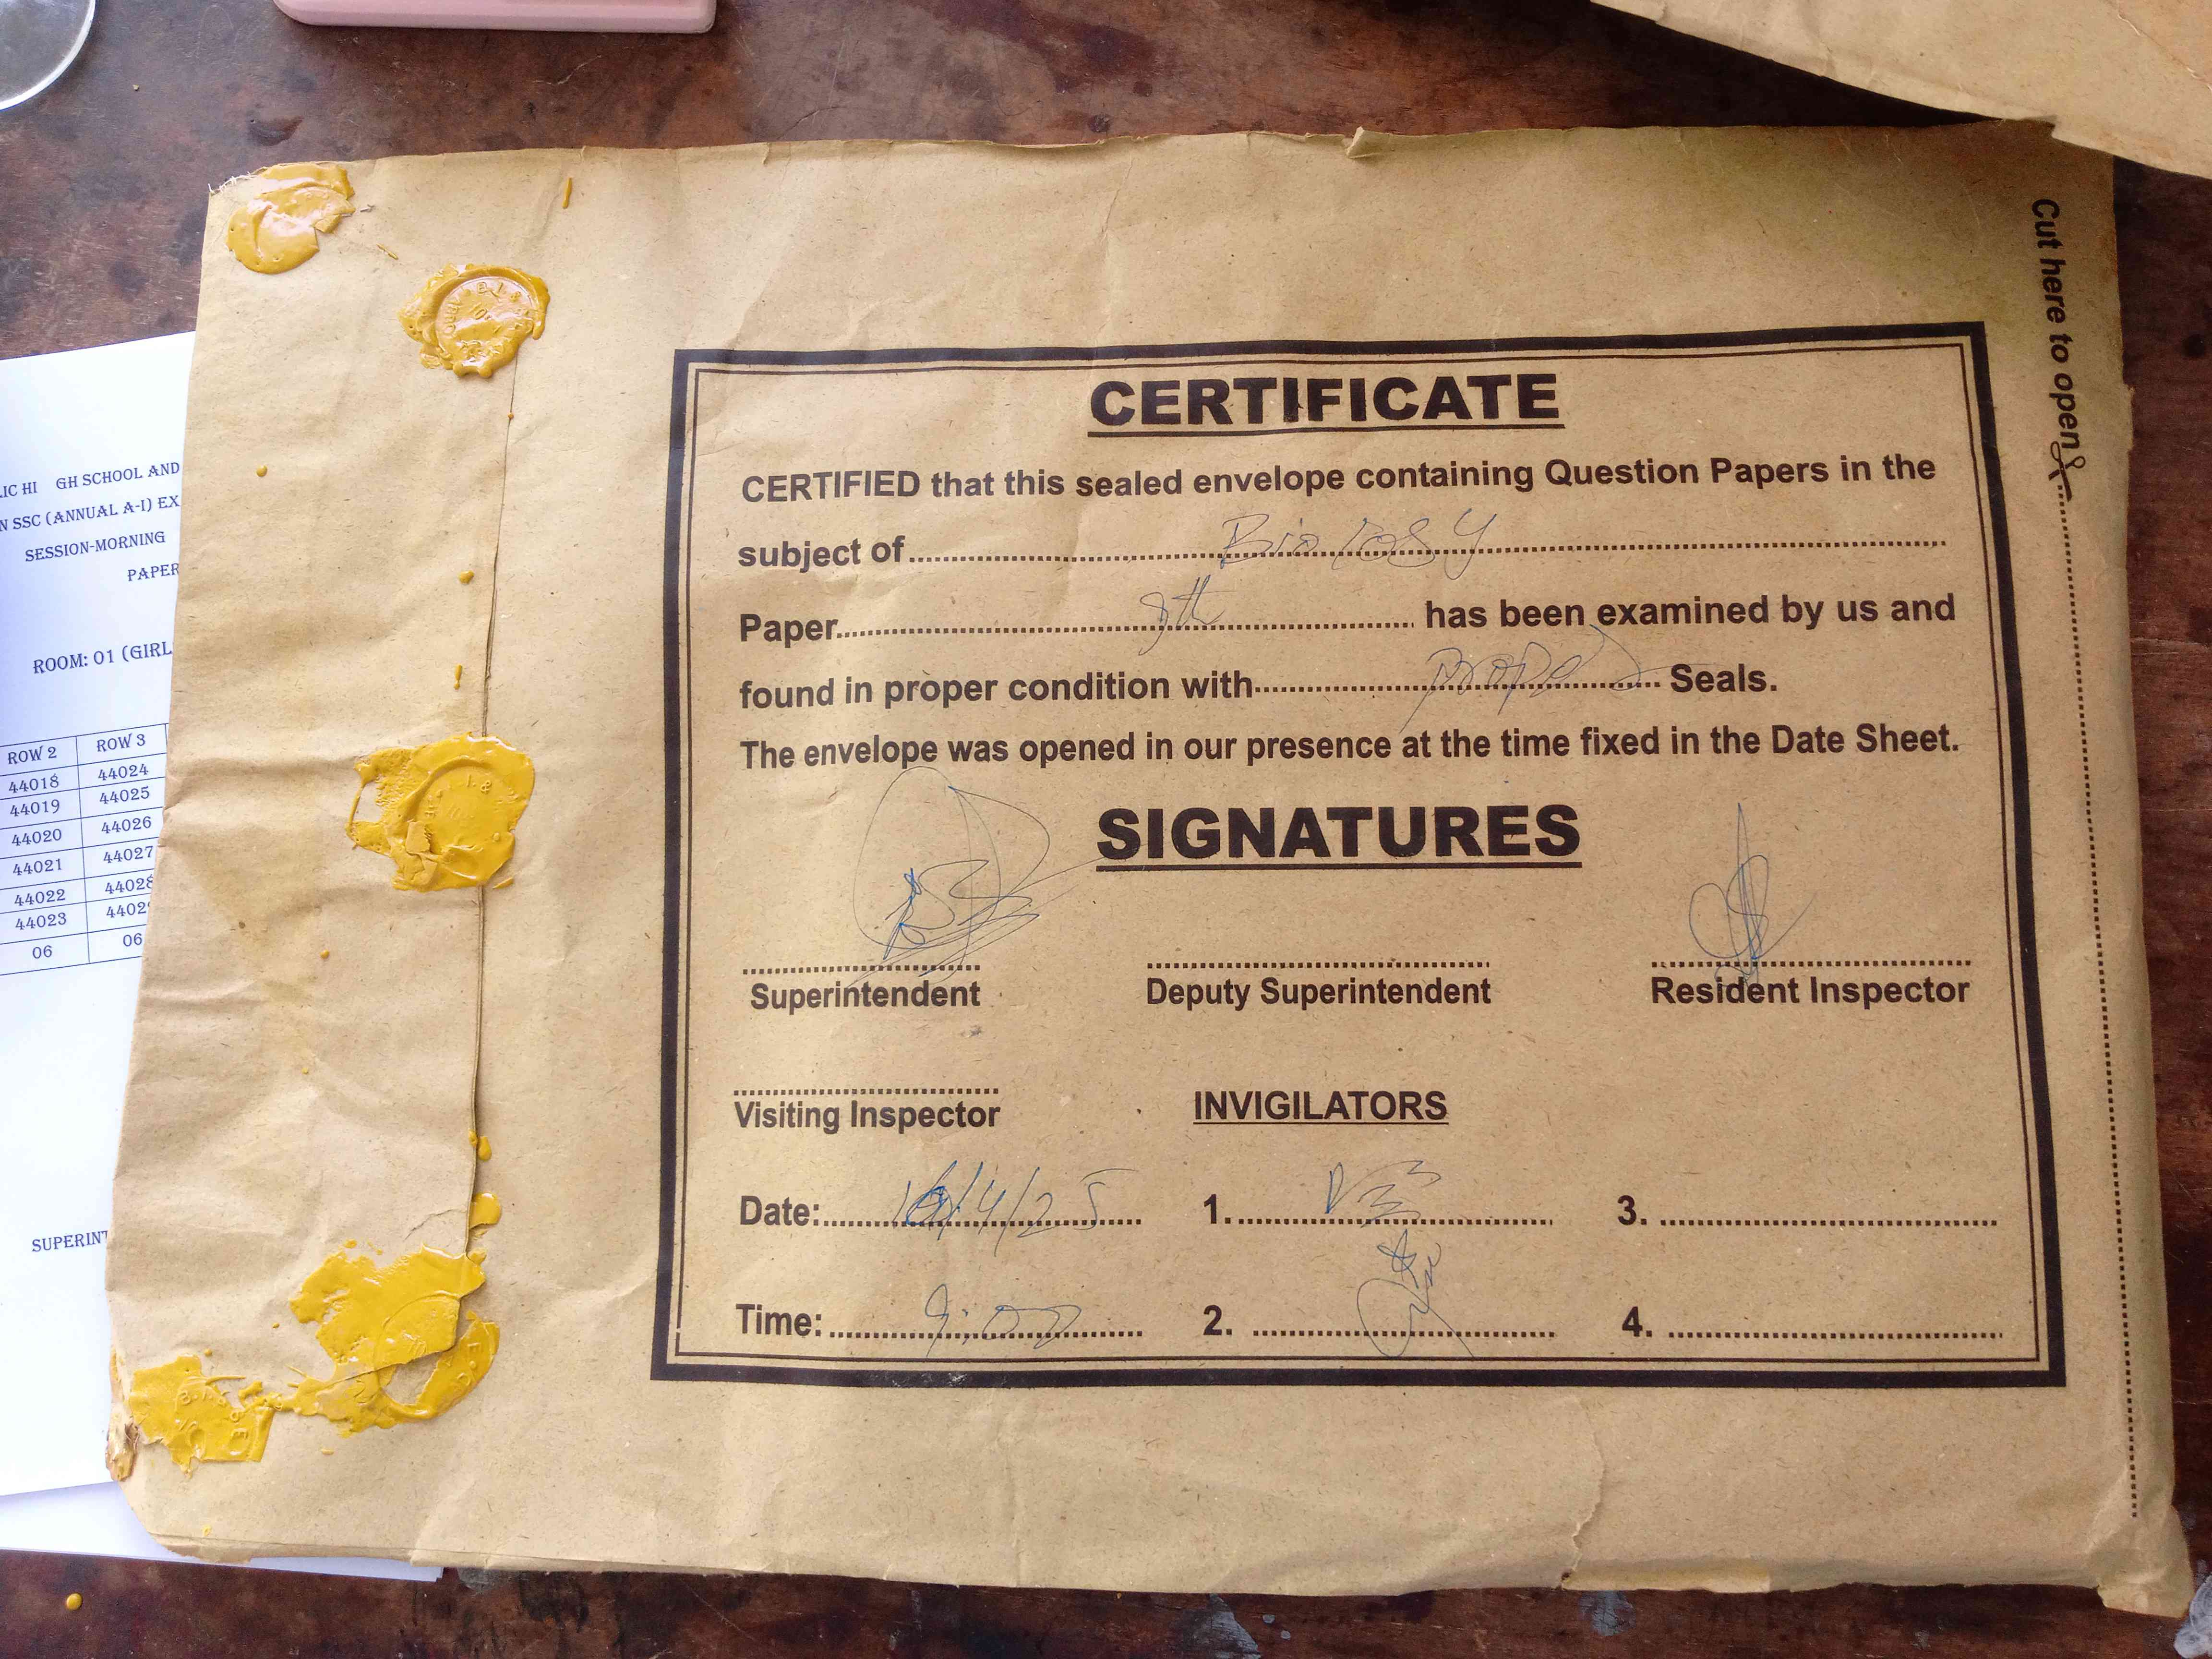 CERTIFICATE
CERTIFIED that this sealed envelope containing Question Papers in the
subject of Biology
Paper 9th has been examined by us and
found in proper condition with proper Seals.
The envelope was opened in our presence at the time fixed in the Date Sheet.
SIGNATURES
Superintendent
Deputy Superintendent
Resident Inspector
Visiting Inspector
INVIGILATORS
Date: /4/25
1.
3.
Time: 9:00
2.
4.
Cut here to open
LIC HI GH SCHOOL AND
N SSC (ANNUAL A-I) EX
SESSION-MORNING
PAPER
ROOM: 01 (GIRL
ROW 2 ROW 3
44018 44024
44019 44025
44020 44026
44021 44027
44022 44028
44023 4402
06 06
SUPERINT